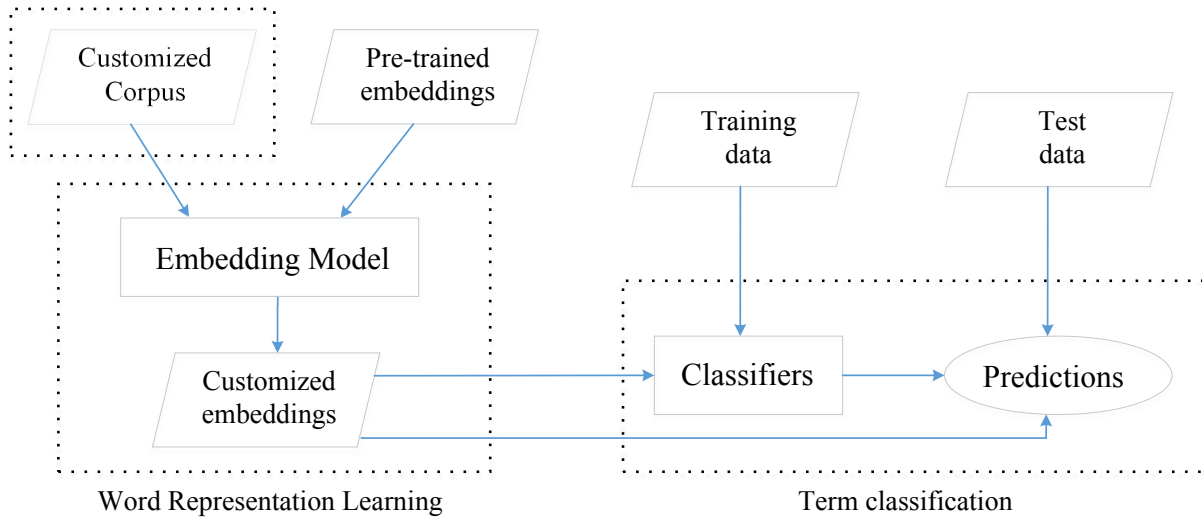 Customized
Corpus
Pre-trained
embeddings
Training
data
Test
data
Embedding Model
Customized
embeddings
Classifiers
Predictions
Word Representation Learning
Term classification